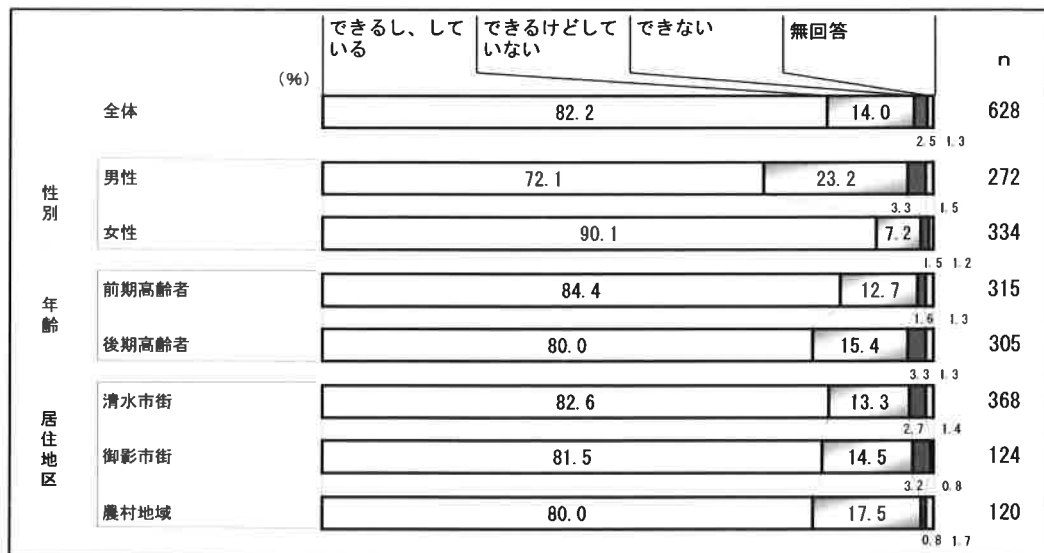 できるし、して
いる
できるけどして
いない
できない
無回答
n
(%)
全体 82.2 14.0 628
2.5 1.3
性別
男性 72.1 23.2 272
3.3 1.5
女性 90.1 7.2 334
1.5 1.2
年齢
前期高齢者 84.4 12.7 315
1.6 1.3
後期高齢者 80.0 15.4 305
3.3 1.3
居住地区
清水市街 82.6 13.3 368
2.7 1.4
御影市街 81.5 14.5 124
3.2 0.8
農村地域 80.0 17.5 120
0.8 1.7